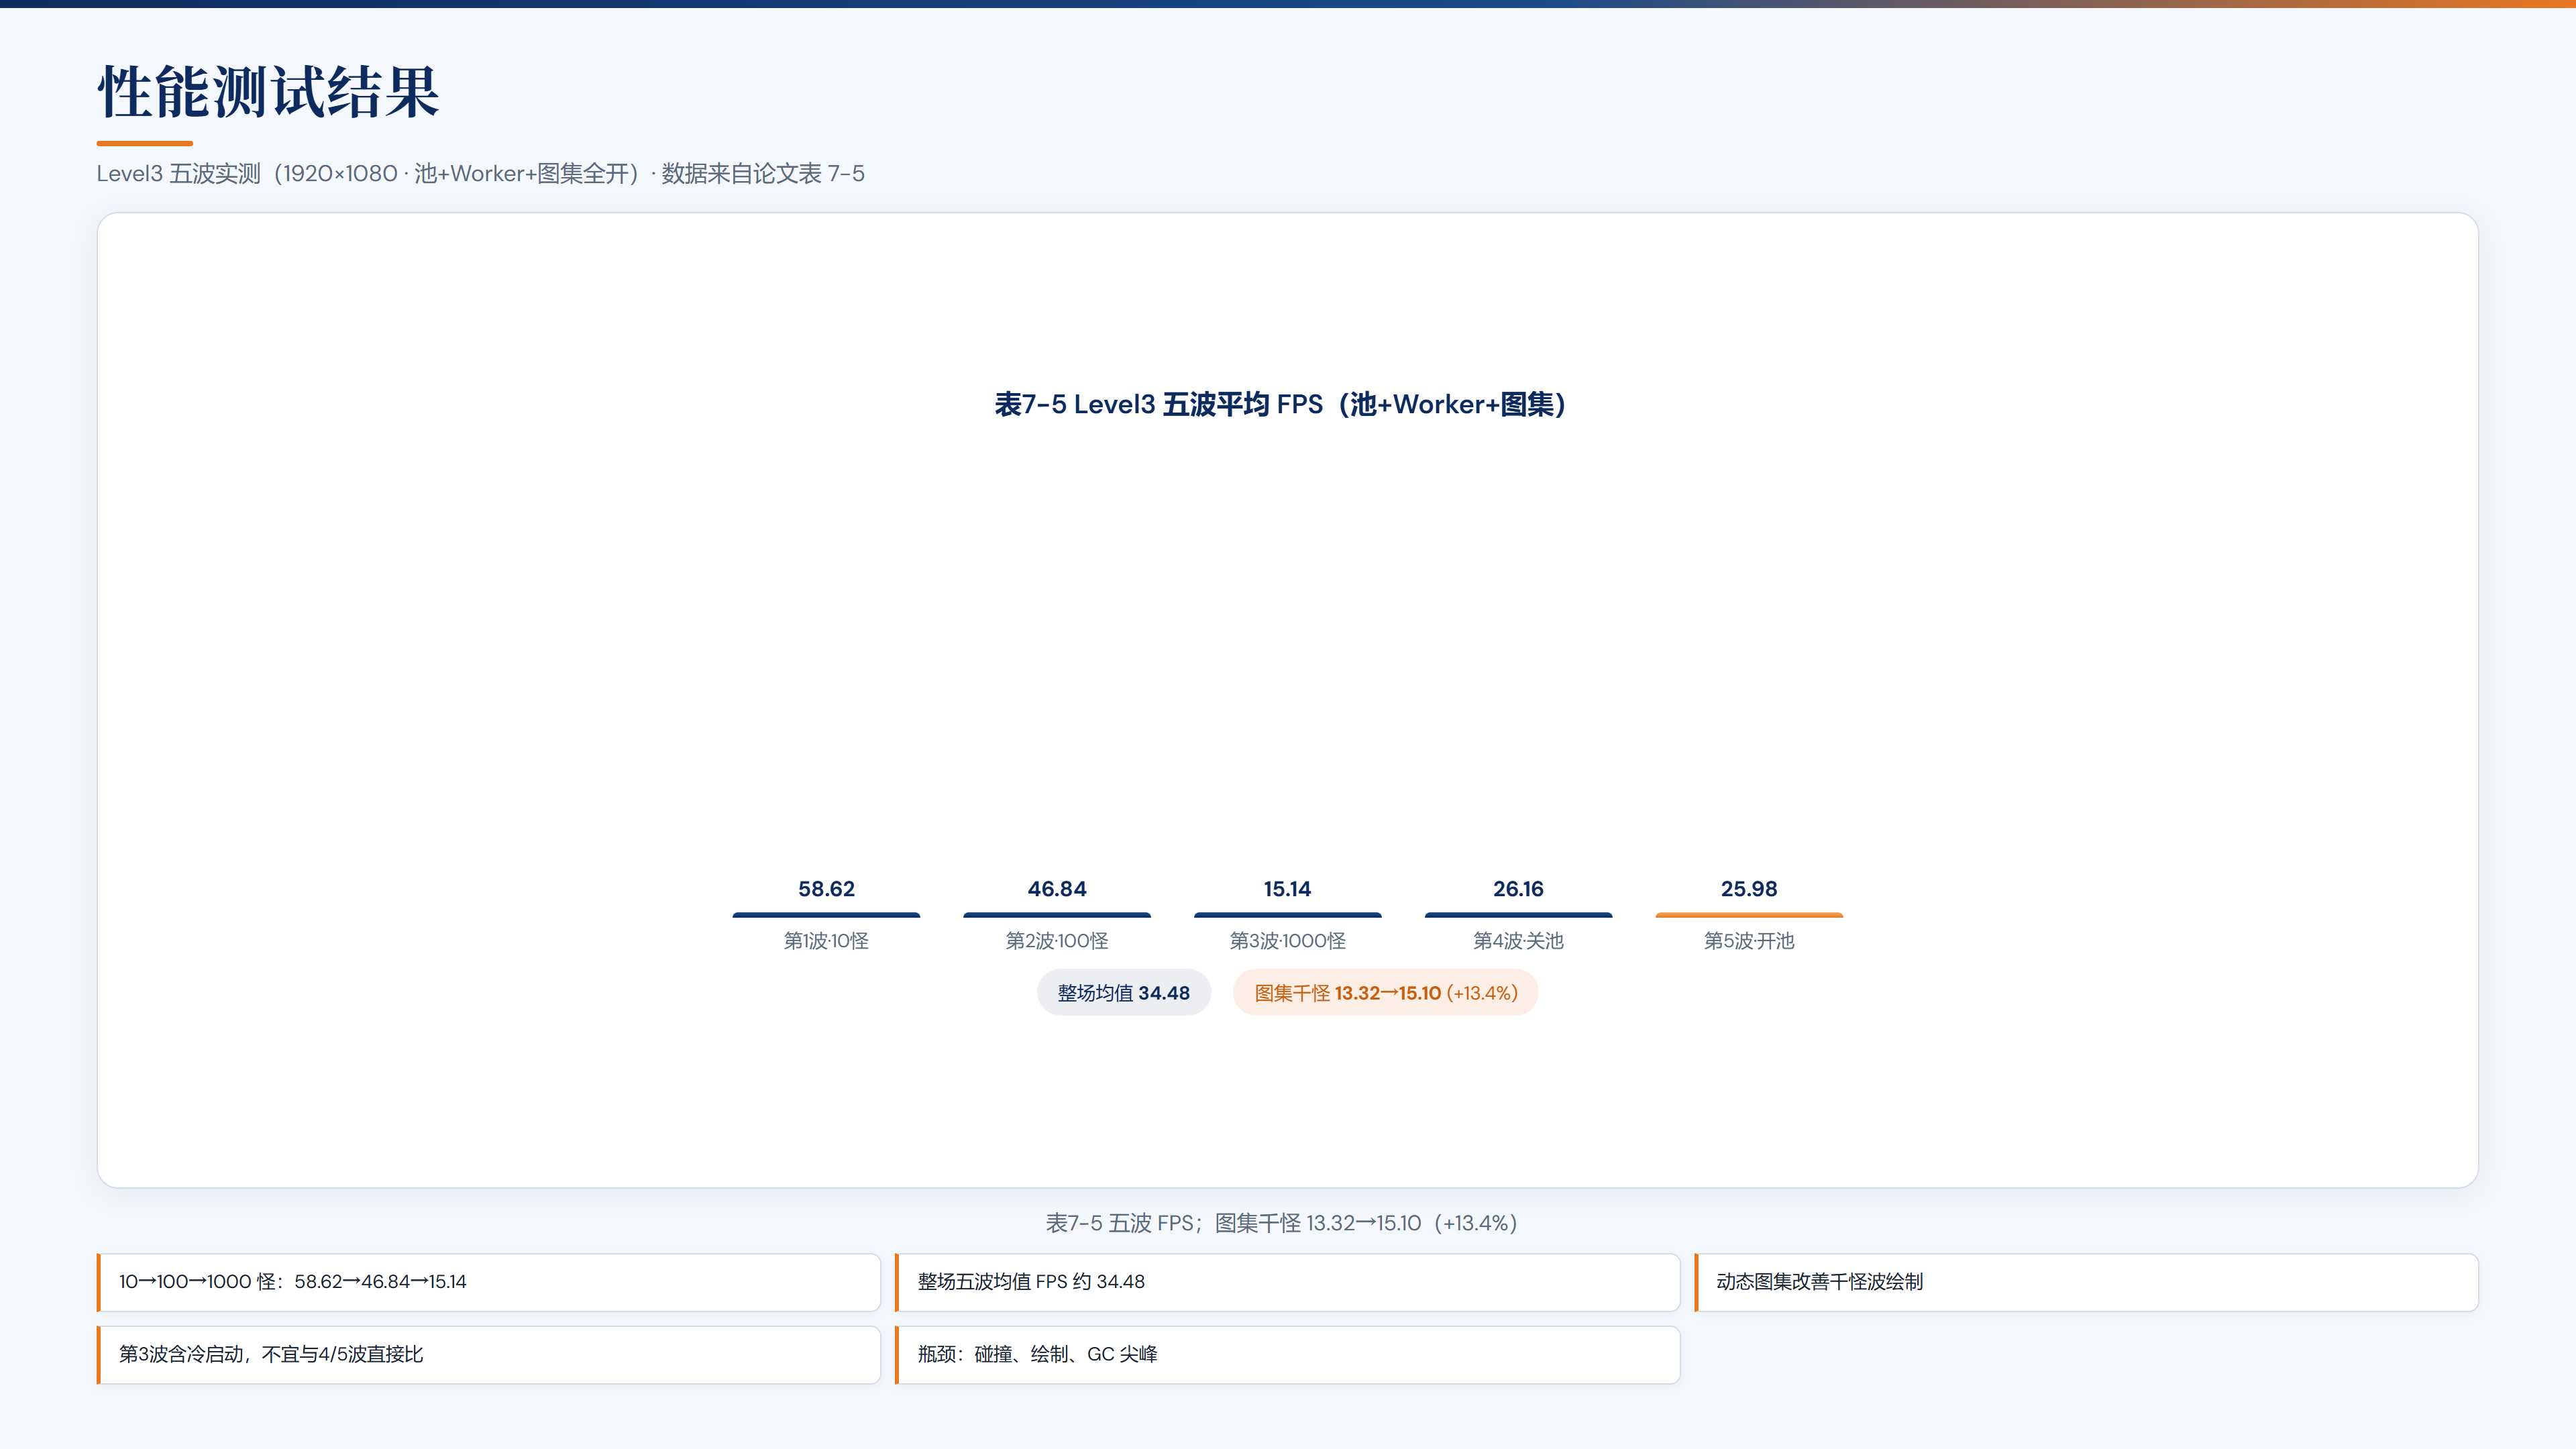 性能测试结果
Level3 五波实测（1920×1080 · 池+Worker+图集全开）· 数据来自论文表 7-5
表7-5 Level3 五波平均 FPS（池+Worker+图集）
58.62 46.84 15.14 26.16 25.98
第1波·10怪 第2波·100怪 第3波·1000怪 第4波·关池 第5波·开池
整场均值 34.48 图集千怪 13.32→15.10 (+13.4%)
表7-5 五波 FPS；图集千怪 13.32→15.10（+13.4%）
10→100→1000 怪：58.62→46.84→15.14
整场五波均值 FPS 约 34.48
动态图集改善千怪波绘制
第3波含冷启动，不宜与4/5波直接比
瓶颈：碰撞、绘制、GC 尖峰